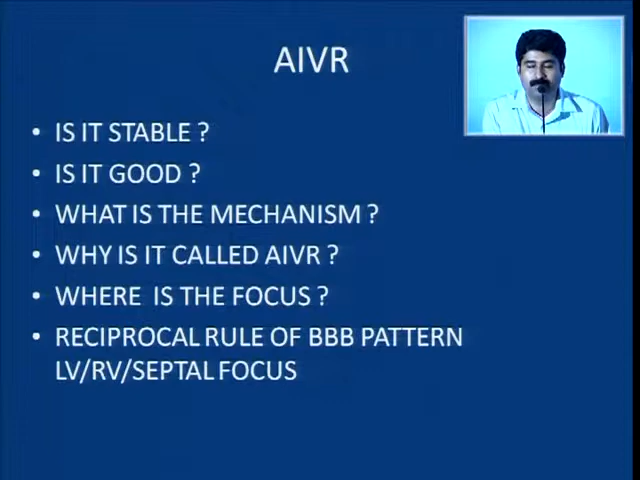 AIVR
• IS IT STABLE ?
• IS IT GOOD ?
• WHAT IS THE MECHANISM ?
• WHY IS IT CALLED AIVR ?
• WHERE IS THE FOCUS ?
• RECIPROCAL RULE OF BBB PATTERN
LV/RV/SEPTAL FOCUS